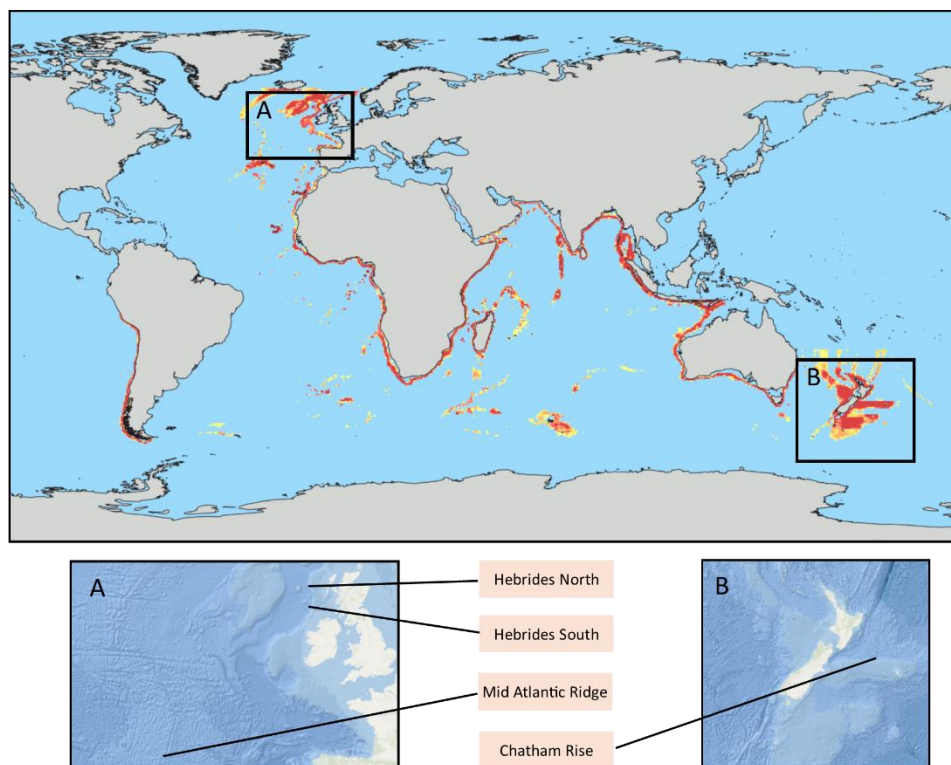 A
B
A
Hebrides North
B
Hebrides South
Mid Atlantic Ridge
Chatham Rise